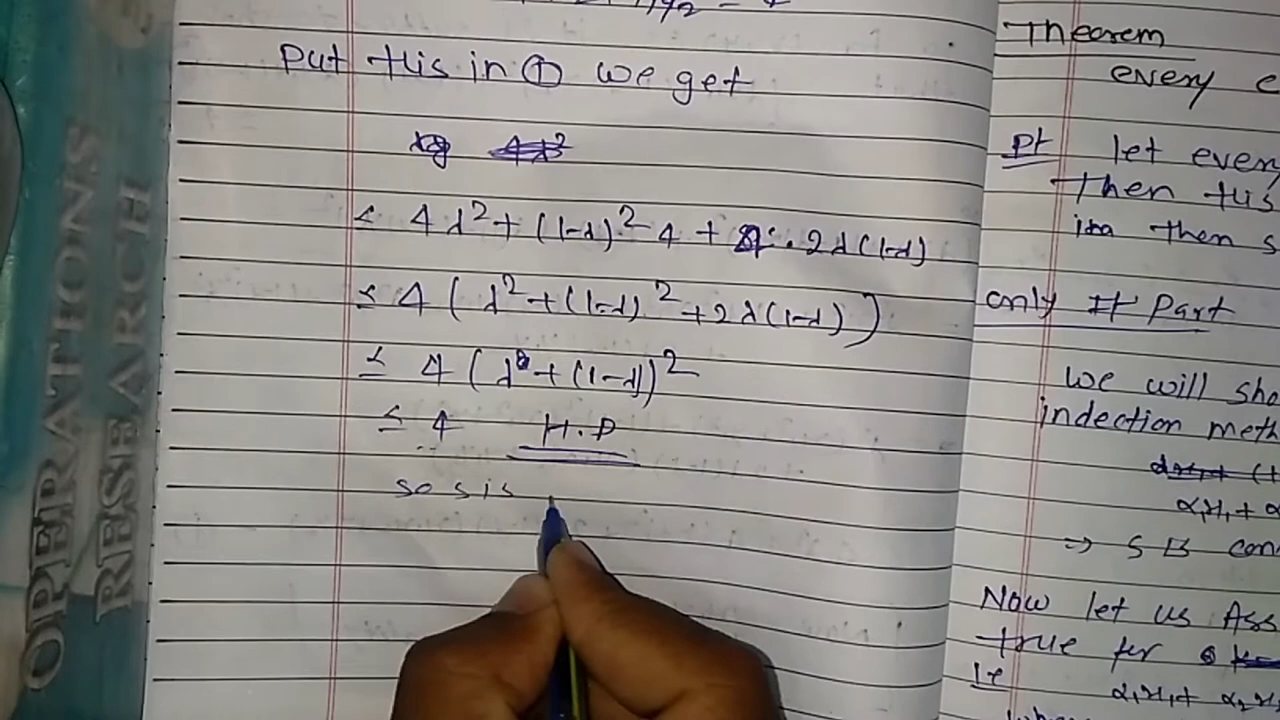 Put this in ① we get
≤ 4λ² + (1-λ)² 4 + 4 . 2λ(1-λ)
≤ 4 ( λ² + (1-λ)² + 2λ(1-λ) )
≤ 4 ( λ + (1-λ) )²
≤ 4 H.P
so s is
Theorem
every
pf let every
Then this
then s
only If Part
we will sho
indection meth
α₁x₁ + α
⇒ S is con
Now let us Ass
true for
ie α₁x₁ + α₂x
OPERATIONS
RESEARCH